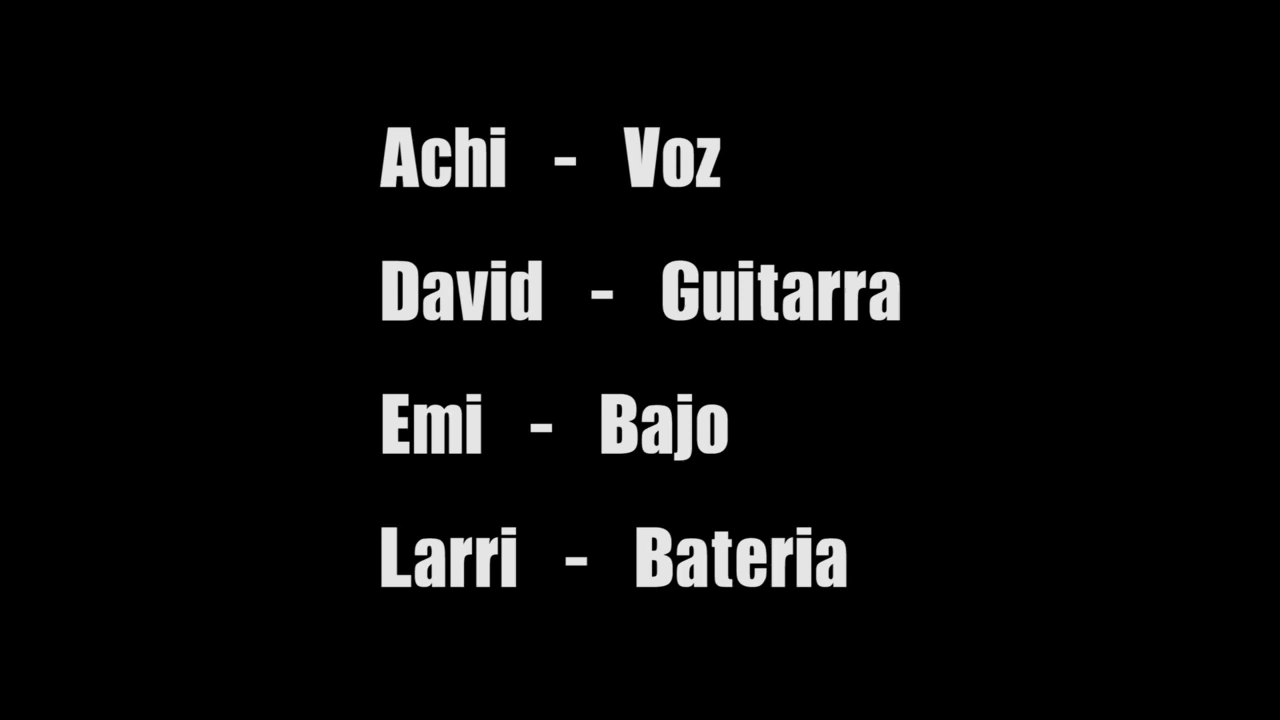 Achi - Voz
David - Guitarra
Emi - Bajo
Larri - Bateria